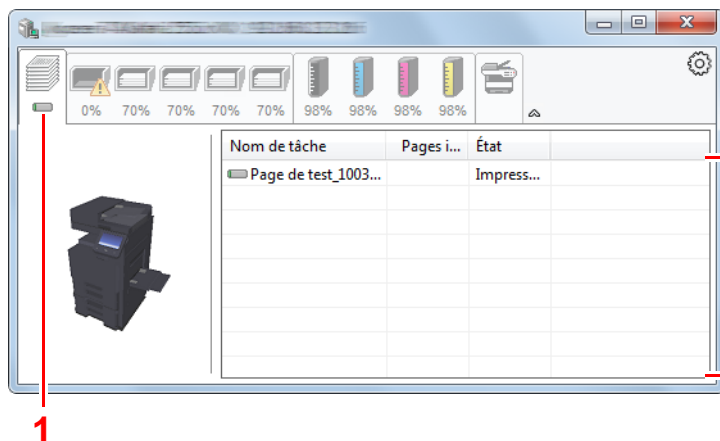 0% 70% 70% 70% 70% 98% 98% 98% 98%
Nom de tâche Pages i... État
Page de test_1003... Impress...
1